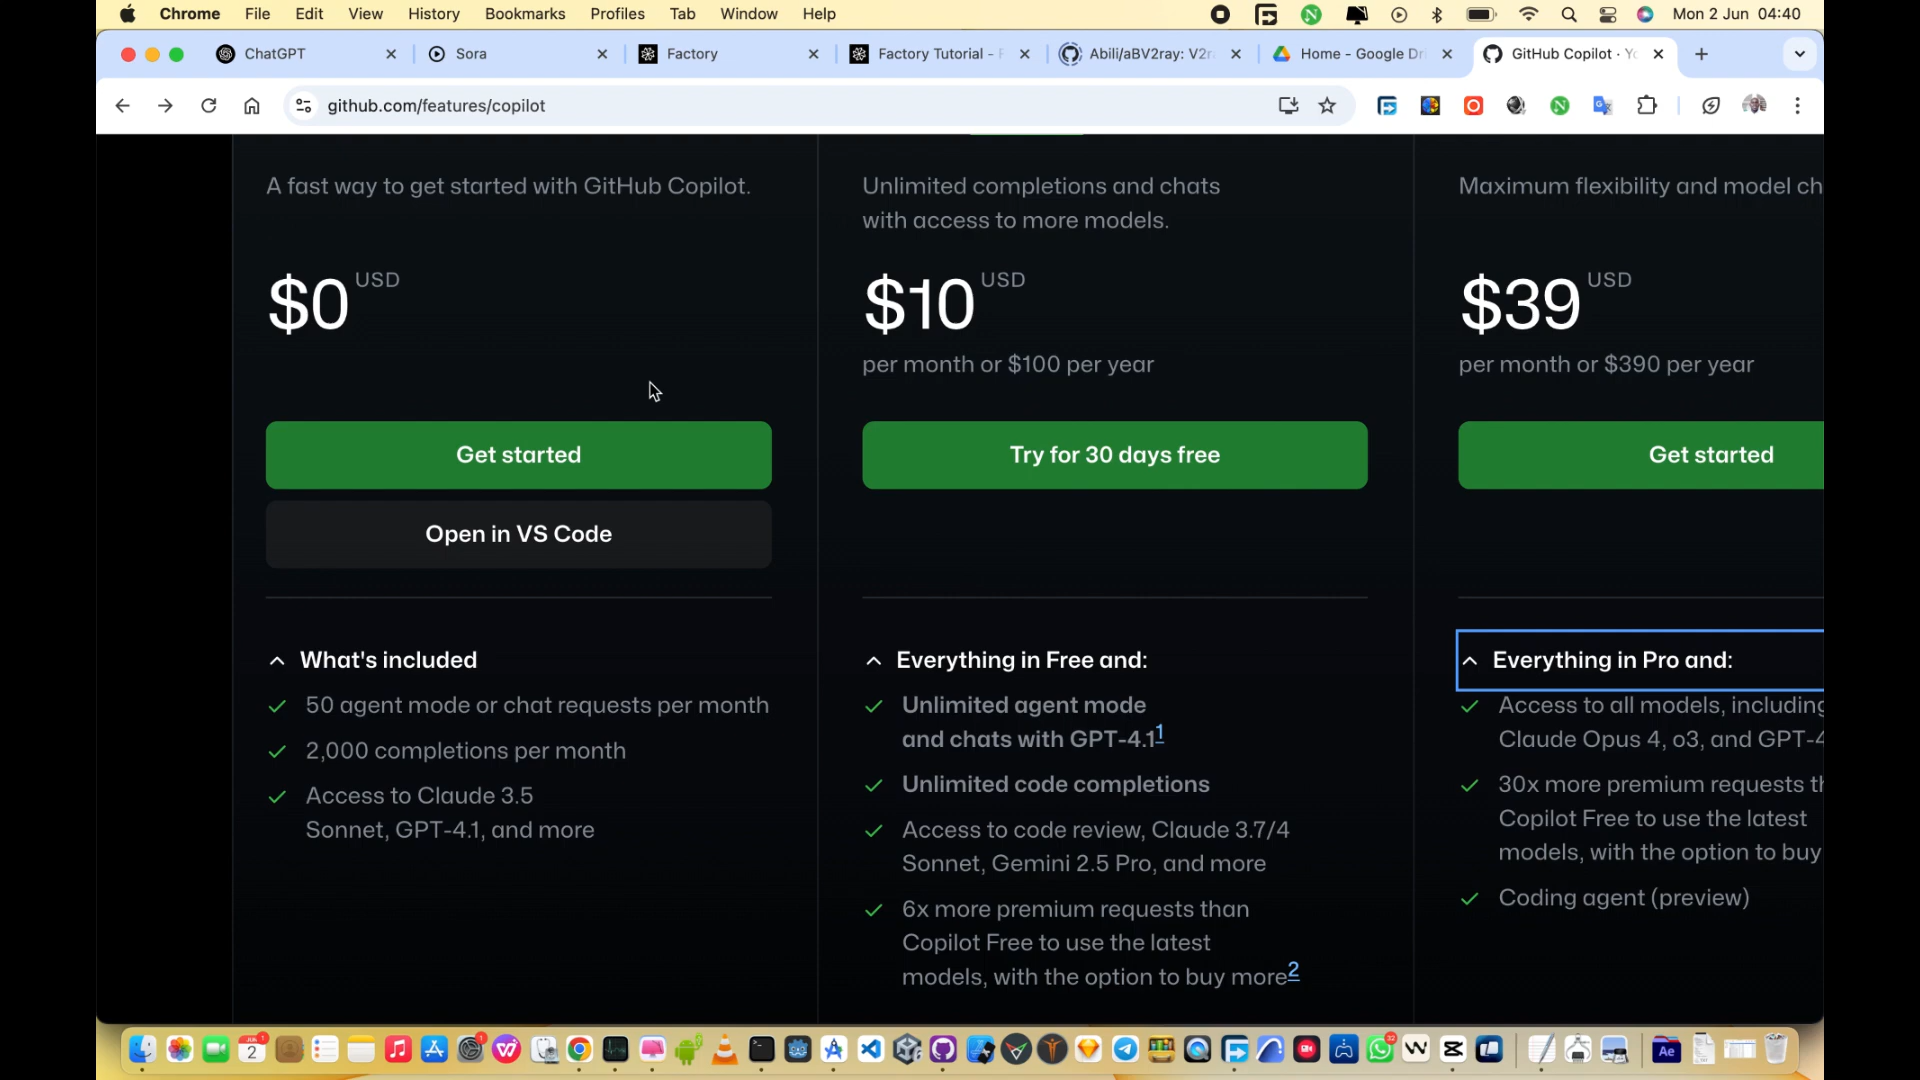 Chrome File Edit View History Bookmarks Profiles Tab Window Help Mon 2 Jun 04:40
ChatGPT Sora Factory Factory Tutorial - Abili/aBV2ray: V2r Home - Google Dri GitHub Copilot · Yo
github.com/features/copilot
A fast way to get started with GitHub Copilot.
$0 USD
Get started
Open in VS Code
What's included
50 agent mode or chat requests per month
2,000 completions per month
Access to Claude 3.5
Sonnet, GPT-4.1, and more
Unlimited completions and chats
with access to more models.
$10 USD
per month or $100 per year
Try for 30 days free
Everything in Free and:
Unlimited agent mode
and chats with GPT-4.1 1
Unlimited code completions
Access to code review, Claude 3.7/4
Sonnet, Gemini 2.5 Pro, and more
6x more premium requests than
Copilot Free to use the latest
models, with the option to buy more 2
Maximum flexibility and model ch
$39 USD
per month or $390 per year
Get started
Everything in Pro and:
Access to all models, including
Claude Opus 4, o3, and GPT-4
30x more premium requests th
Copilot Free to use the latest
models, with the option to buy
Coding agent (preview)